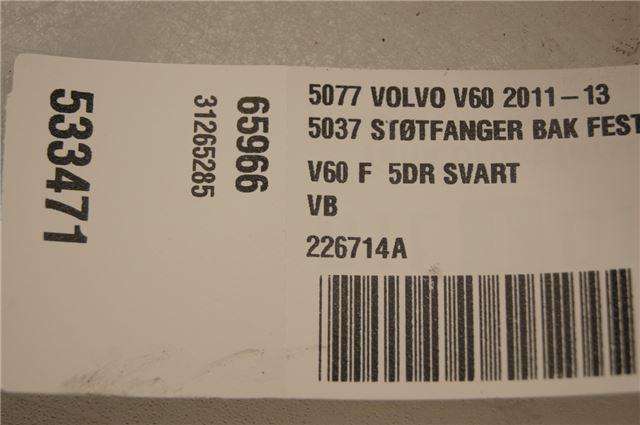 533471
31265285
65966
5077 VOLVO V60 2011-13
5037 STØTFANGER BAK FEST
V60 F 5DR SVART
VB
226714A